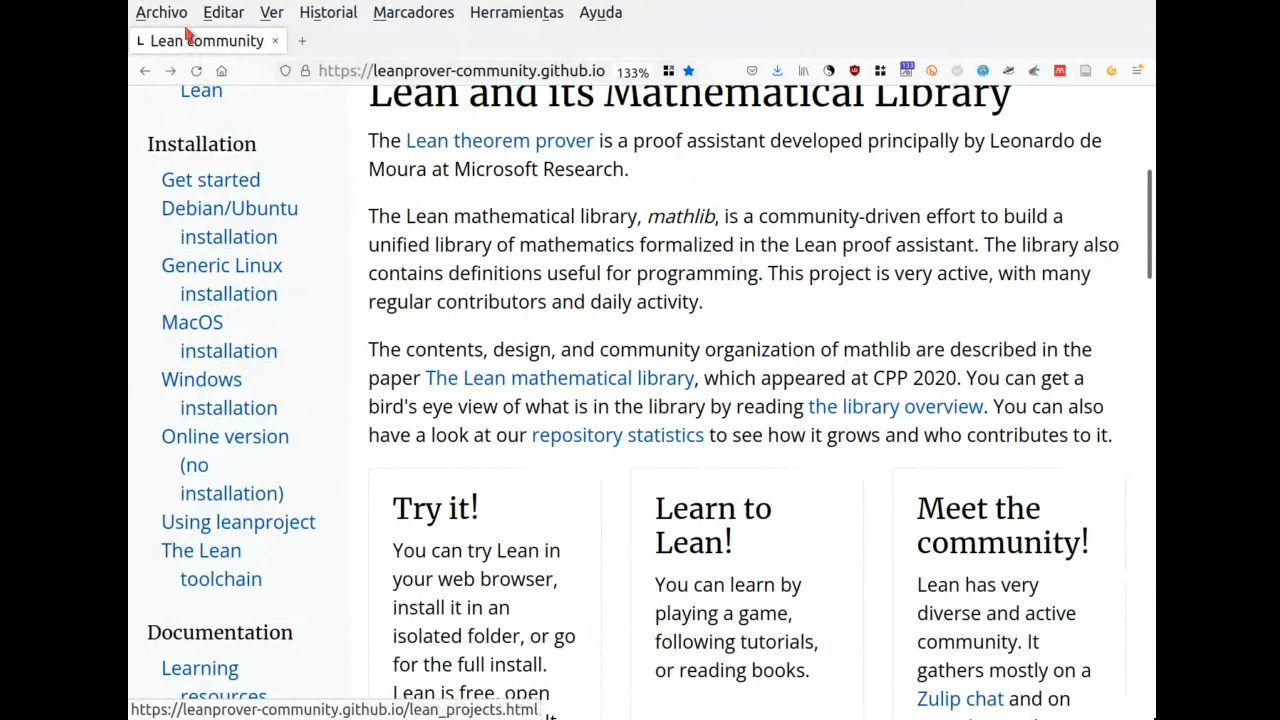 Archivo Editar Ver Historial Marcadores Herramientas Ayuda
L Lean community × +
https://leanprover-community.github.io 133%
133
Lean
Installation
Get started
Debian/Ubuntu
installation
Generic Linux
installation
MacOS
installation
Windows
installation
Online version
(no
installation)
Using leanproject
The Lean
toolchain
Documentation
Learning
resources
Lean and its Mathematical Library
The Lean theorem prover is a proof assistant developed principally by Leonardo de
Moura at Microsoft Research.
The Lean mathematical library, mathlib, is a community-driven effort to build a
unified library of mathematics formalized in the Lean proof assistant. The library also
contains definitions useful for programming. This project is very active, with many
regular contributors and daily activity.
The contents, design, and community organization of mathlib are described in the
paper The Lean mathematical library, which appeared at CPP 2020. You can get a
bird's eye view of what is in the library by reading the library overview. You can also
have a look at our repository statistics to see how it grows and who contributes to it.
Try it!
You can try Lean in
your web browser,
install it in an
isolated folder, or go
for the full install.
Lean is free, open
Learn to
Lean!
You can learn by
playing a game,
following tutorials,
or reading books.
Meet the
community!
Lean has very
diverse and active
community. It
gathers mostly on a
Zulip chat and on
https://leanprover-community.github.io/lean_projects.html